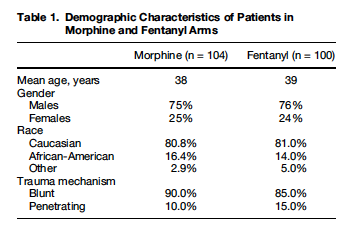 Table 1. Demographic Characteristics of Patients in
Morphine and Fentanyl Arms
Morphine (n = 104) Fentanyl (n = 100)
Mean age, years 38 39
Gender
Males 75% 76%
Females 25% 24%
Race
Caucasian 80.8% 81.0%
African-American 16.4% 14.0%
Other 2.9% 5.0%
Trauma mechanism
Blunt 90.0% 85.0%
Penetrating 10.0% 15.0%